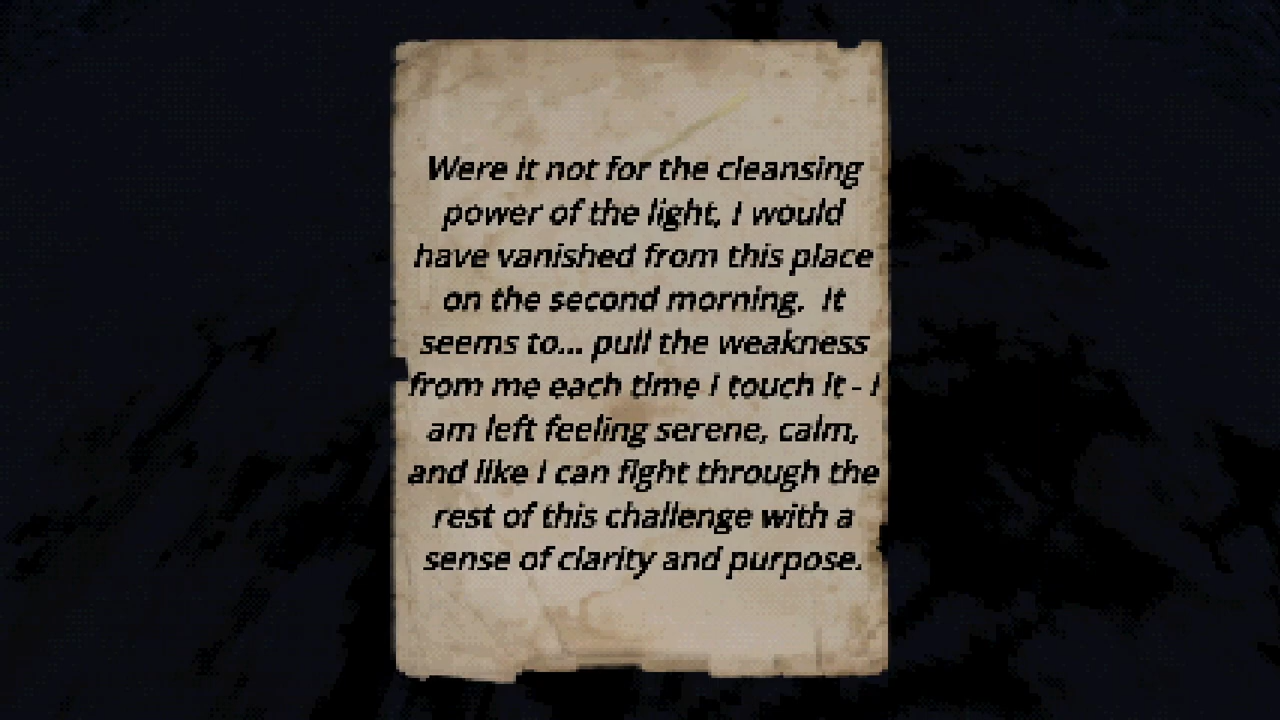 Were it not for the cleansing
power of the light, I would
have vanished from this place
on the second morning.  It
seems to... pull the weakness
from me each time I touch it - I
am left feeling serene, calm,
and like I can fight through the
rest of this challenge with a
sense of clarity and purpose.